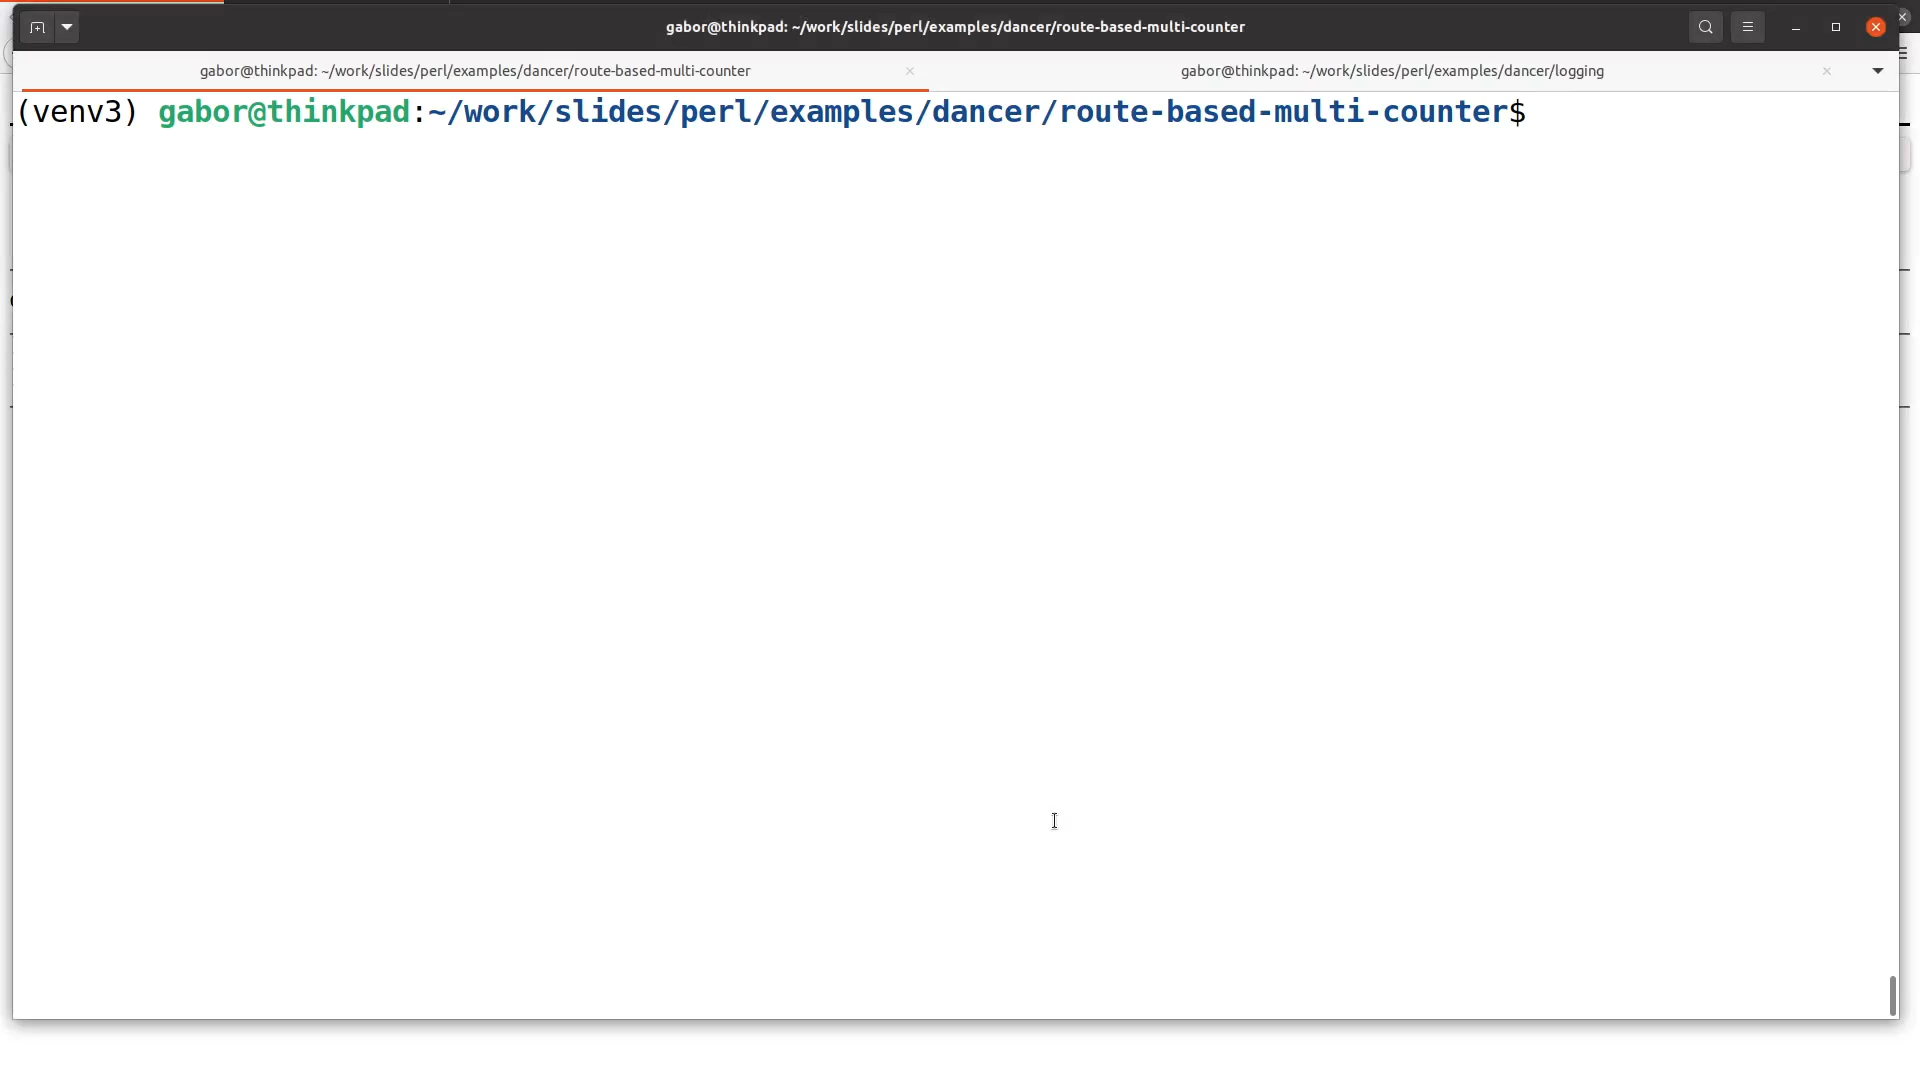 gabor@thinkpad: ~/work/slides/perl/examples/dancer/route-based-multi-counter
gabor@thinkpad: ~/work/slides/perl/examples/dancer/route-based-multi-counter
gabor@thinkpad: ~/work/slides/perl/examples/dancer/logging
(venv3) gabor@thinkpad:~/work/slides/perl/examples/dancer/route-based-multi-counter$